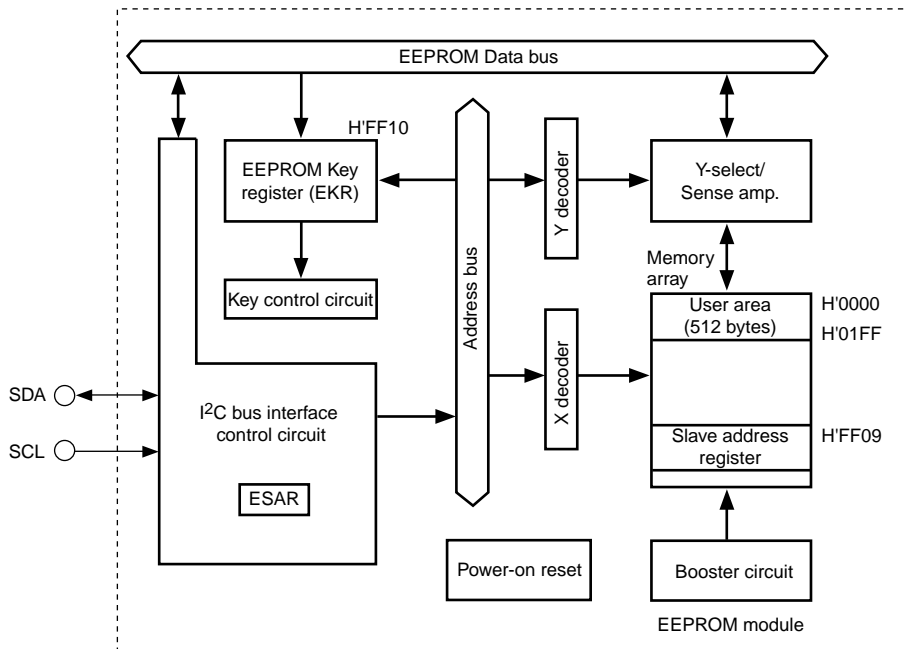 EEPROM Data bus
H'FF10
EEPROM Key
register (EKR)
Y decoder
Y-select/
Sense amp.
Key control circuit
Address bus
Memory
array
User area
(512 bytes)
H'0000
H'01FF
X decoder
SDA
SCL
I2C bus interface
control circuit
Slave address
register
H'FF09
ESAR
Power-on reset
Booster circuit
EEPROM module